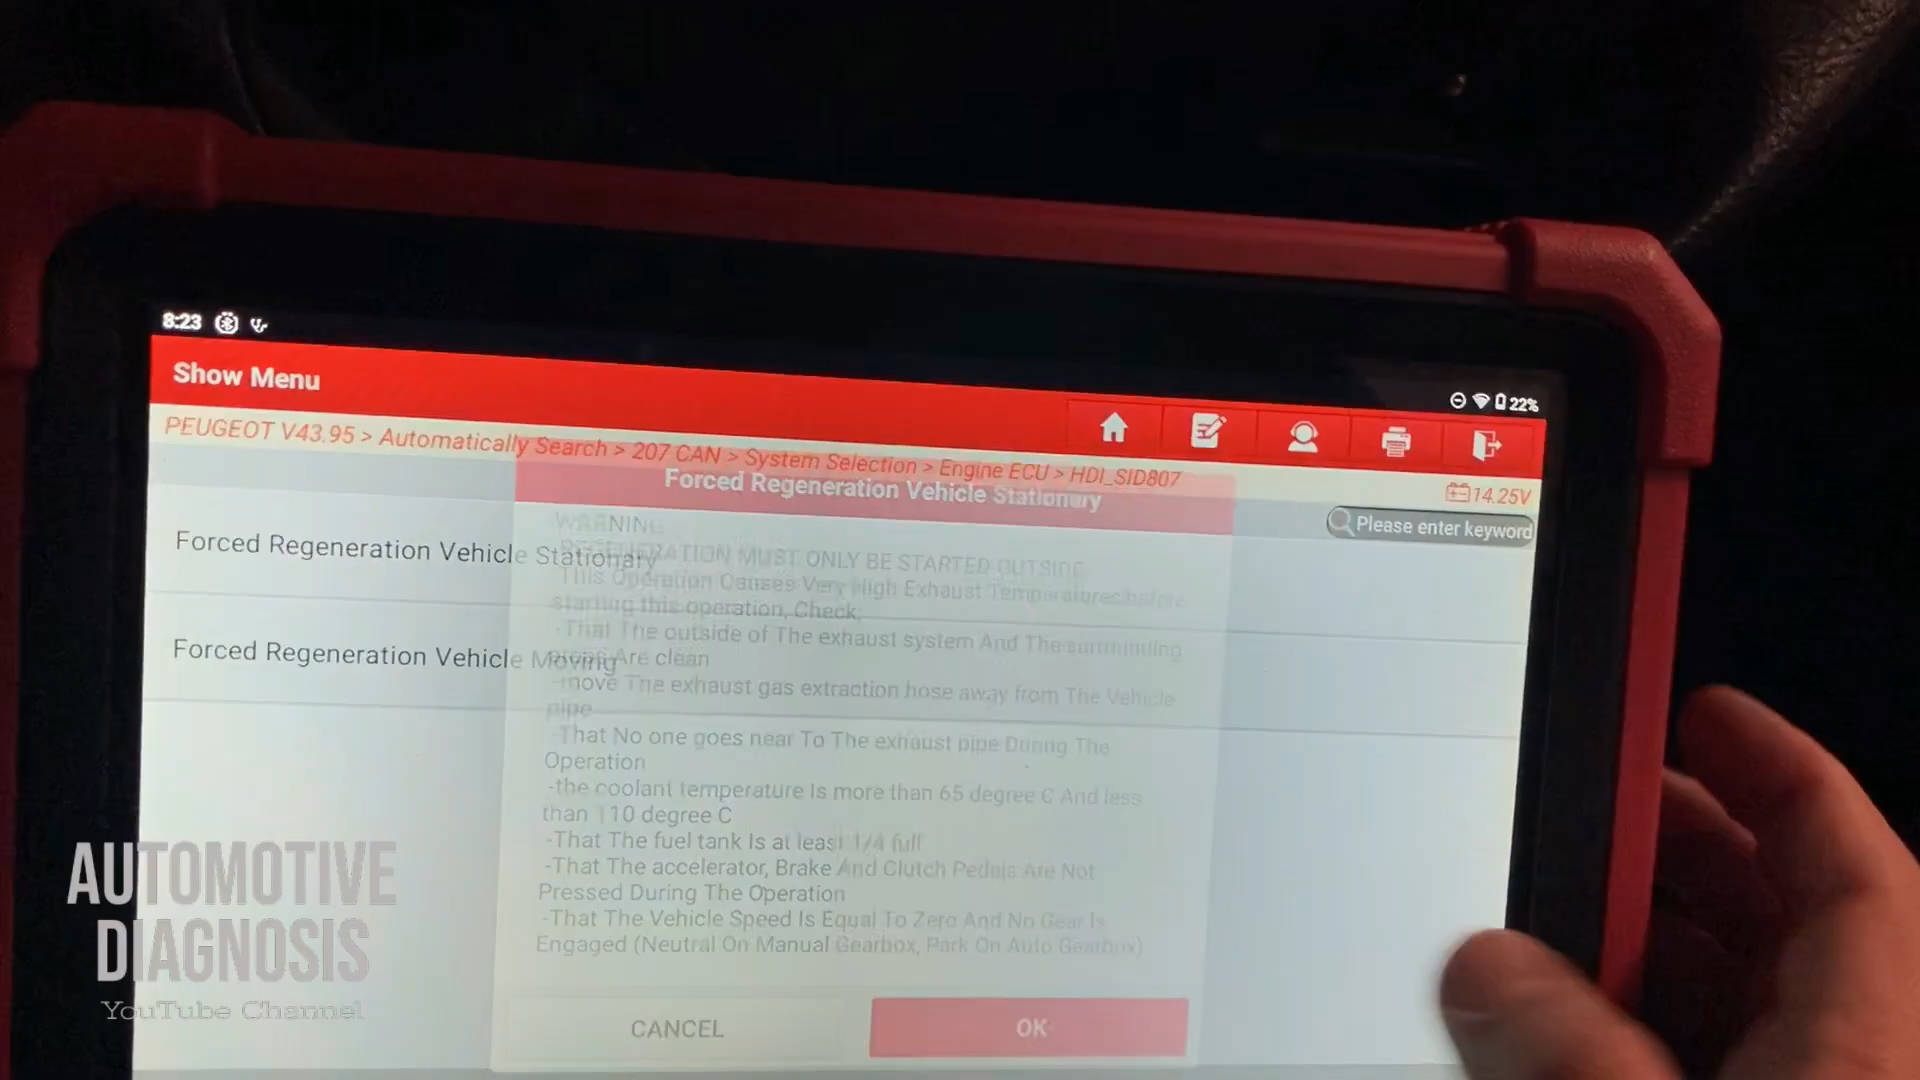 8:23
22%
Show Menu
PEUGEOT V43.95 > Automatically Search > 207 CAN > System Selection > Engine ECU > HDI_SID807
14.25V
Please enter keyword
Forced Regeneration Vehicle Stationary
Forced Regeneration Vehicle Moving
Forced Regeneration Vehicle Stationary
WARNING
REGENERATION MUST ONLY BE STARTED OUTSIDE
This Operation Causes Very High Exhaust Temperatures before
starting this operation, Check;
-That The outside of The exhaust system And The surrounding
Are clean
-move The exhaust gas extraction hose away from The Vehicle
pipe
-That No one goes near To The exhaust pipe During The
Operation
-the coolant temperature Is more than 65 degree C And less
than 110 degree C
-That The fuel tank Is at least 1/4 full
-That The accelerator, Brake And Clutch Pedals Are Not
Pressed During The Operation
-That The Vehicle Speed Is Equal To Zero And No Gear Is
Engaged (Neutral On Manual Gearbox, Park On Auto Gearbox)
CANCEL
OK
AUTOMOTIVE
DIAGNOSIS
YouTube Channel